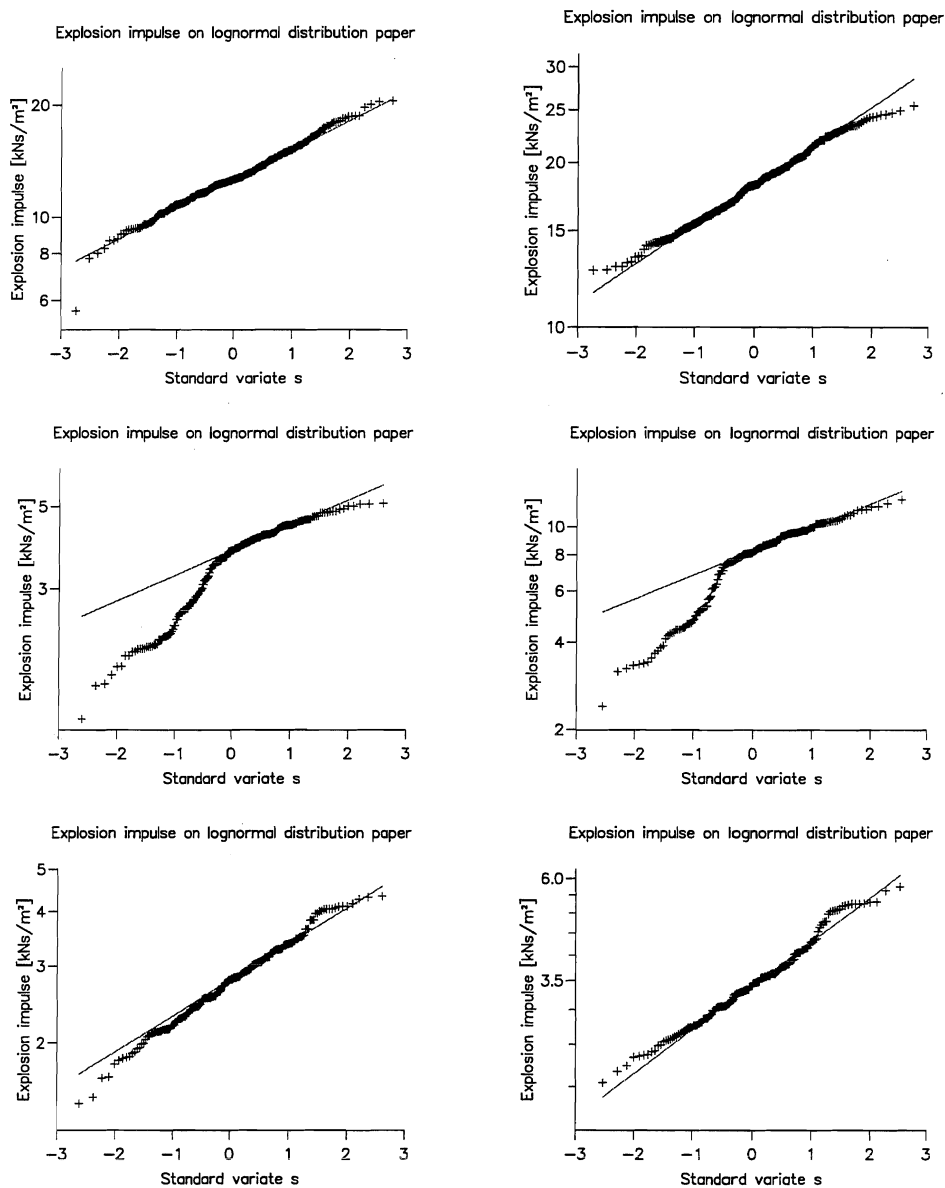 Explosion impulse on lognormal distribution paper
Explosion impulse [kNs/m²]
20
10
8
6
−3 −2 −1 0 1 2 3
Standard variate s
Explosion impulse on lognormal distribution paper
Explosion impulse [kNs/m²]
30
25
20
15
10
−3 −2 −1 0 1 2 3
Standard variate s
Explosion impulse on lognormal distribution paper
Explosion impulse [kNs/m²]
5
3
−3 −2 −1 0 1 2 3
Standard variate s
Explosion impulse on lognormal distribution paper
Explosion impulse [kNs/m²]
10
8
6
4
2
−3 −2 −1 0 1 2 3
Standard variate s
Explosion impulse on lognormal distribution paper
Explosion impulse [kNs/m²]
5
4
3
2
−3 −2 −1 0 1 2 3
Standard variate s
Explosion impulse on lognormal distribution paper
Explosion impulse [kNs/m²]
6.0
3.5
−3 −2 −1 0 1 2 3
Standard variate s